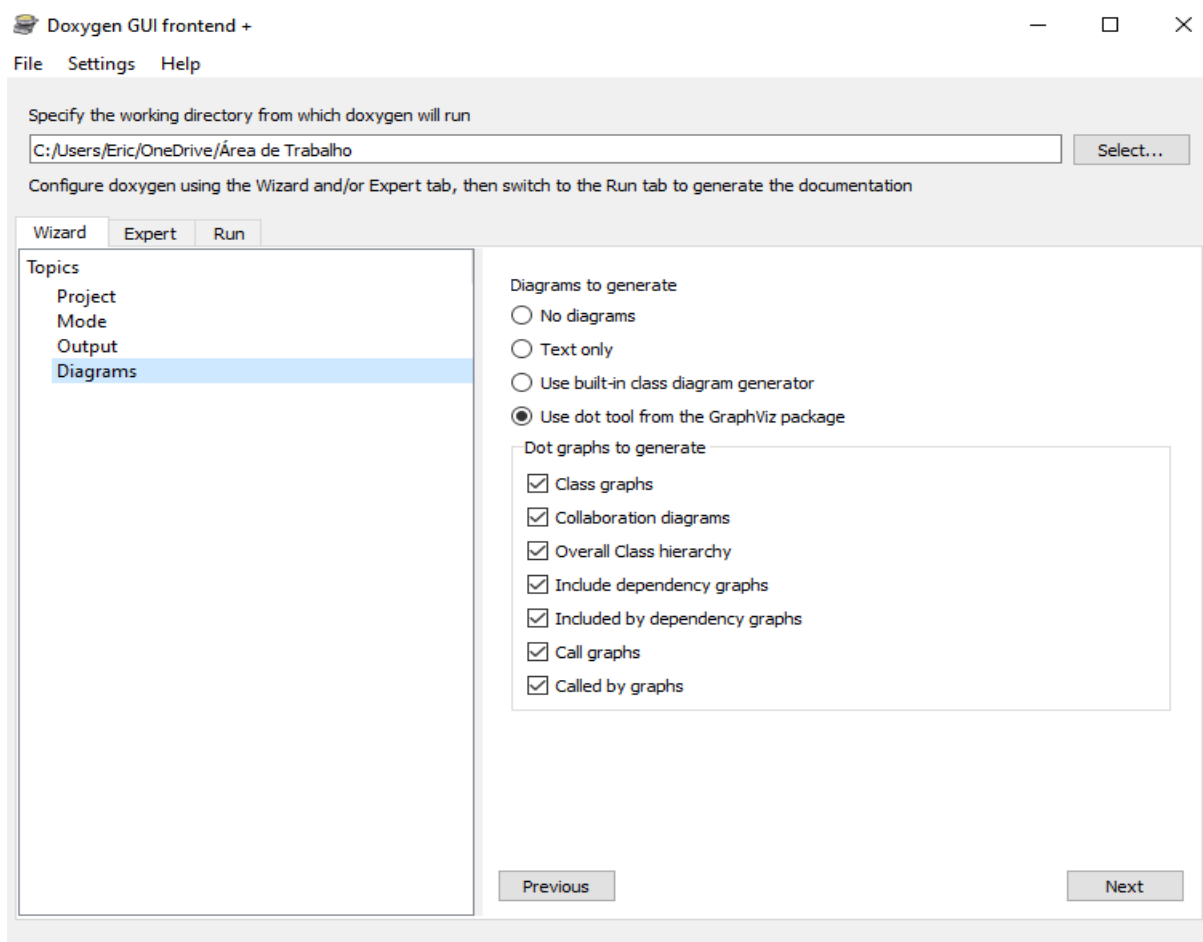 Doxygen GUI frontend +
File Settings Help
Specify the working directory from which doxygen will run
C:/Users/Eric/OneDrive/Área de Trabalho Select...
Configure doxygen using the Wizard and/or Expert tab, then switch to the Run tab to generate the documentation
Wizard Expert Run
Topics
Project
Mode
Output
Diagrams
Diagrams to generate
No diagrams
Text only
Use built-in class diagram generator
Use dot tool from the GraphViz package
Dot graphs to generate
Class graphs
Collaboration diagrams
Overall Class hierarchy
Include dependency graphs
Included by dependency graphs
Call graphs
Called by graphs
Previous Next